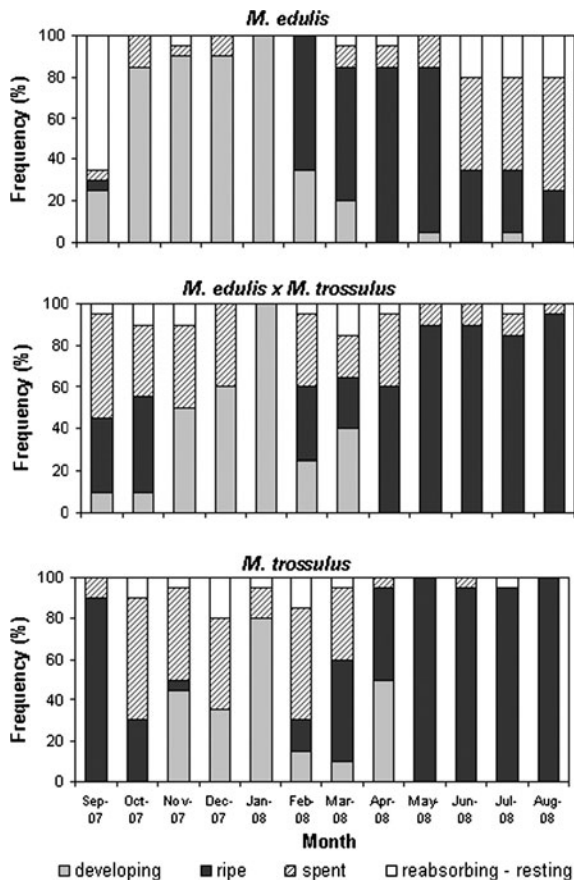 M. edulis
100
80
60
40
20
0
Frequency (%)
M. edulis x M. trossulus
100
80
60
40
20
0
Frequency (%)
M. trossulus
100
80
60
40
20
0
Frequency (%)
Sep- Oct- Nov- Dec- Jan- Feb- Mar- Apr- May- Jun- Jul- Aug-
07 07 07 07 08 08 08 08 08 08 08 08
Month
developing ripe spent reabsorbing - resting